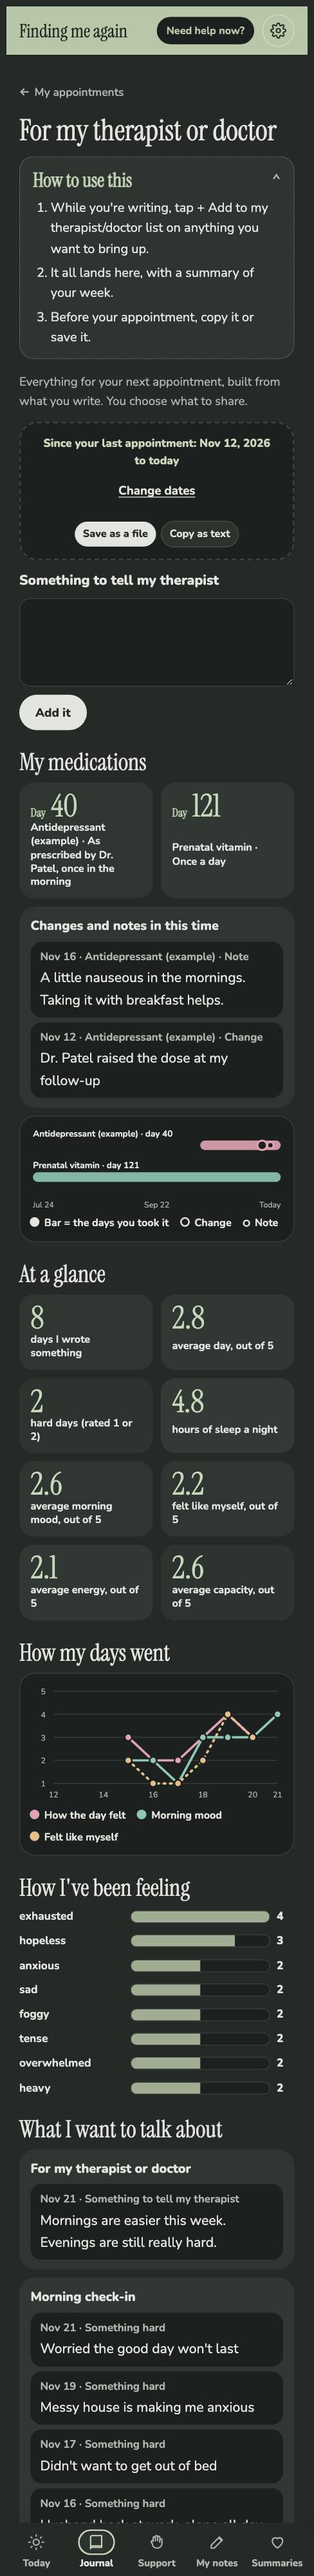 Finding me again
Need help now?
← My appointments
For my therapist or doctor
How to use this
1. While you're writing, tap + Add to my
therapist/doctor list on anything you
want to bring up.
2. It all lands here, with a summary of
your week.
3. Before your appointment, copy it or
save it.
Everything for your next appointment, built from
what you write. You choose what to share.
Since your last appointment: Nov 12, 2026
to today
Change dates
Save as a file
Copy as text
Something to tell my therapist
Add it
My medications
Day 40
Antidepressant
(example) · As
prescribed by Dr.
Patel, once in the
morning
Day 121
Prenatal vitamin ·
Once a day
Changes and notes in this time
Nov 16 · Antidepressant (example) · Note
A little nauseous in the mornings.
Taking it with breakfast helps.
Nov 12 · Antidepressant (example) · Change
Dr. Patel raised the dose at my
follow-up
Antidepressant (example) · day 40
Prenatal vitamin · day 121
Jul 24
Sep 22
Today
Bar = the days you took it
Change
Note
At a glance
8
days I wrote
something
2.8
average day, out of 5
2
hard days (rated 1 or
2)
4.8
hours of sleep a night
2.6
average morning
mood, out of 5
2.2
felt like myself, out of
5
2.1
average energy, out of
5
2.6
average capacity, out
of 5
How my days went
5
4
3
2
1
12
14
16
18
20
21
How the day felt
Morning mood
Felt like myself
How I've been feeling
exhausted 4
hopeless 3
anxious 2
sad 2
foggy 2
tense 2
overwhelmed 2
heavy 2
What I want to talk about
For my therapist or doctor
Nov 21 · Something to tell my therapist
Mornings are easier this week.
Evenings are still really hard.
Morning check-in
Nov 21 · Something hard
Worried the good day won't last
Nov 19 · Something hard
Messy house is making me anxious
Nov 17 · Something hard
Didn't want to get out of bed
Nov 16 · Something hard
Today
Journal
Support
My notes
Summaries